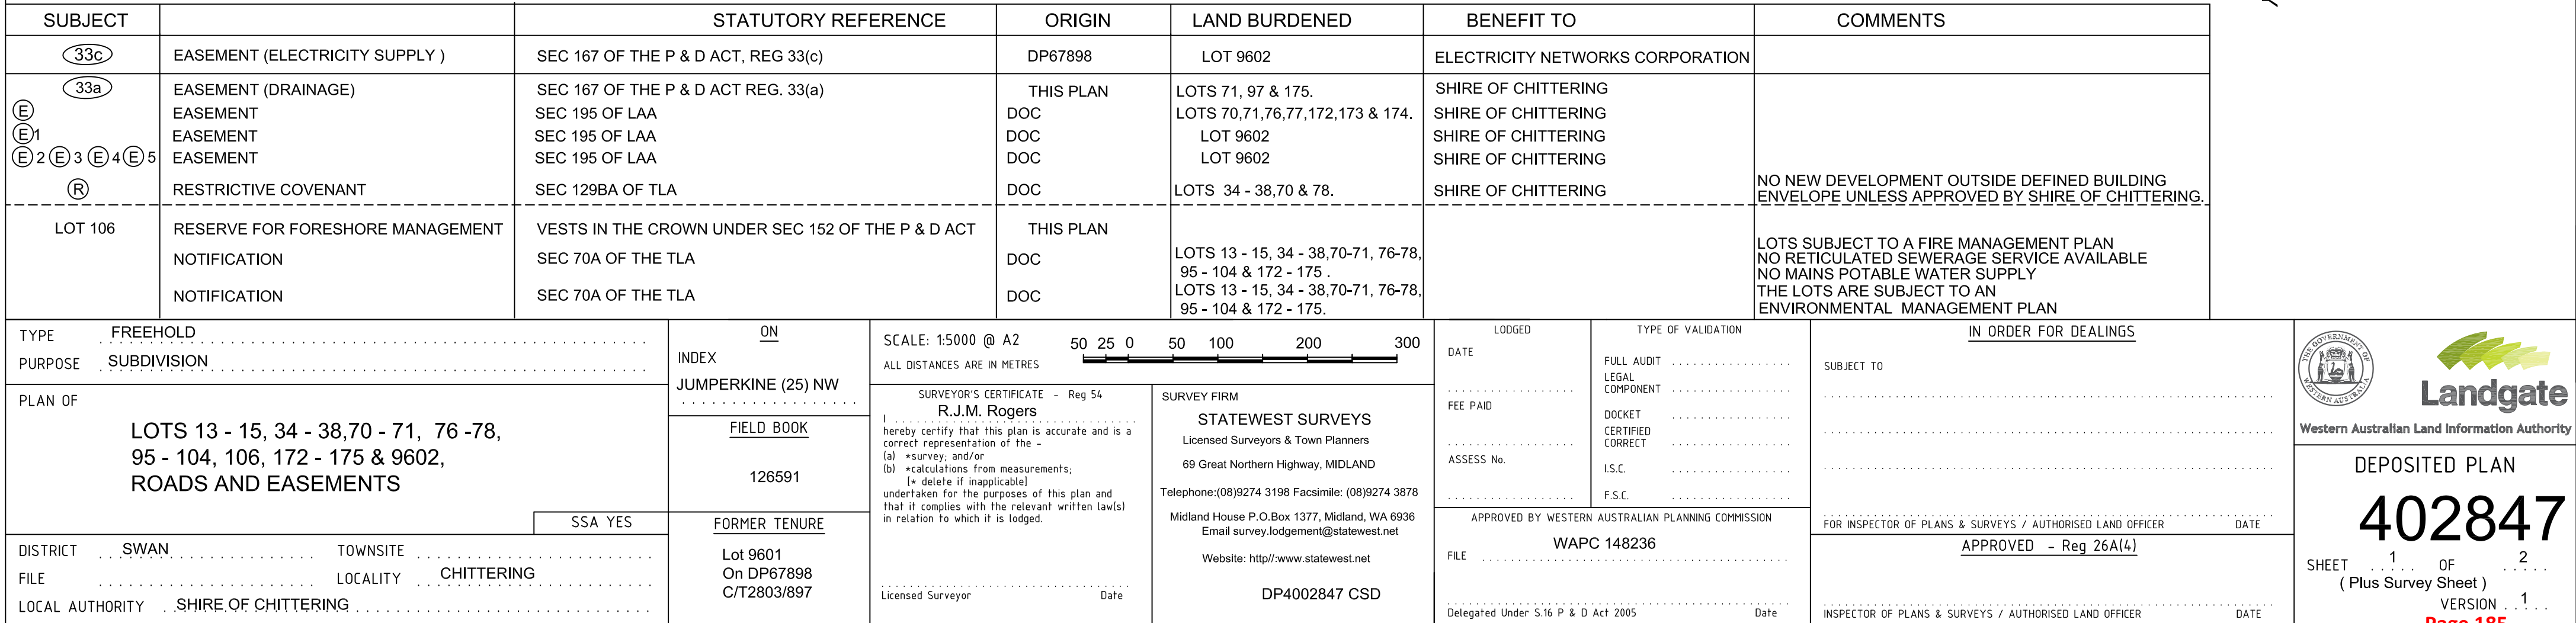 SUBJECT STATUTORY REFERENCE ORIGIN LAND BURDENED BENEFIT TO COMMENTS
33c EASEMENT (ELECTRICITY SUPPLY ) SEC 167 OF THE P & D ACT, REG 33(c) DP67898 LOT 9602 ELECTRICITY NETWORKS CORPORATION
33a EASEMENT (DRAINAGE) SEC 167 OF THE P & D ACT REG. 33(a) THIS PLAN LOTS 71, 97 & 175. SHIRE OF CHITTERING
E EASEMENT SEC 195 OF LAA DOC LOTS 70,71,76,77,172,173 & 174. SHIRE OF CHITTERING
E1 EASEMENT SEC 195 OF LAA DOC LOT 9602 SHIRE OF CHITTERING
E 2 E 3 E 4 E 5 EASEMENT SEC 195 OF LAA DOC LOT 9602 SHIRE OF CHITTERING
R RESTRICTIVE COVENANT SEC 129BA OF TLA DOC LOTS 34 - 38,70 & 78. SHIRE OF CHITTERING NO NEW DEVELOPMENT OUTSIDE DEFINED BUILDING
ENVELOPE UNLESS APPROVED BY SHIRE OF CHITTERING.
LOT 106 RESERVE FOR FORESHORE MANAGEMENT VESTS IN THE CROWN UNDER SEC 152 OF THE P & D ACT THIS PLAN
NOTIFICATION SEC 70A OF THE TLA DOC LOTS 13 - 15, 34 - 38,70-71, 76-78,
95 - 104 & 172 - 175 .
LOTS SUBJECT TO A FIRE MANAGEMENT PLAN
NO RETICULATED SEWERAGE SERVICE AVAILABLE
NO MAINS POTABLE WATER SUPPLY
NOTIFICATION SEC 70A OF THE TLA DOC LOTS 13 - 15, 34 - 38,70-71, 76-78,
95 - 104 & 172 - 175.
THE LOTS ARE SUBJECT TO AN
ENVIRONMENTAL MANAGEMENT PLAN
TYPE FREEHOLD
PURPOSE SUBDIVISION
PLAN OF
LOTS 13 - 15, 34 - 38,70 - 71, 76 -78,
95 - 104, 106, 172 - 175 & 9602,
ROADS AND EASEMENTS
SSA YES
DISTRICT SWAN TOWNSITE
FILE LOCALITY CHITTERING
LOCAL AUTHORITY SHIRE OF CHITTERING
ON
INDEX
JUMPERKINE (25) NW
FIELD BOOK
126591
FORMER TENURE
Lot 9601
On DP67898
C/T2803/897
SCALE: 1:5000 @ A2
ALL DISTANCES ARE IN METRES
50 25 0 50 100 200 300
SURVEYOR'S CERTIFICATE - Reg 54
I R.J.M. Rogers
hereby certify that this plan is accurate and is a
correct representation of the -
(a) *survey; and/or
(b) *calculations from measurements;
[* delete if inapplicable]
undertaken for the purposes of this plan and
that it complies with the relevant written law(s)
in relation to which it is lodged.
Licensed Surveyor Date
SURVEY FIRM
STATEWEST SURVEYS
Licensed Surveyors & Town Planners
69 Great Northern Highway, MIDLAND
Telephone:(08)9274 3198 Facsimile: (08)9274 3878
Midland House P.O.Box 1377, Midland, WA 6936
Email survey.lodgement@statewest.net
Website: http//:www.statewest.net
DP4002847 CSD
LODGED
DATE
FEE PAID
ASSESS No.
TYPE OF VALIDATION
FULL AUDIT
LEGAL
COMPONENT
DOCKET
CERTIFIED
CORRECT
I.S.C.
F.S.C.
APPROVED BY WESTERN AUSTRALIAN PLANNING COMMISSION
FILE WAPC 148236
Delegated Under S.16 P & D Act 2005 Date
IN ORDER FOR DEALINGS
SUBJECT TO
FOR INSPECTOR OF PLANS & SURVEYS / AUTHORISED LAND OFFICER DATE
APPROVED - Reg 26A(4)
INSPECTOR OF PLANS & SURVEYS / AUTHORISED LAND OFFICER DATE
THE GOVERNMENT OF
WESTERN AUSTRALIA
Landgate
Western Australian Land Information Authority
DEPOSITED PLAN
402847
SHEET 1 OF 2
( Plus Survey Sheet )
VERSION 1
Page 185